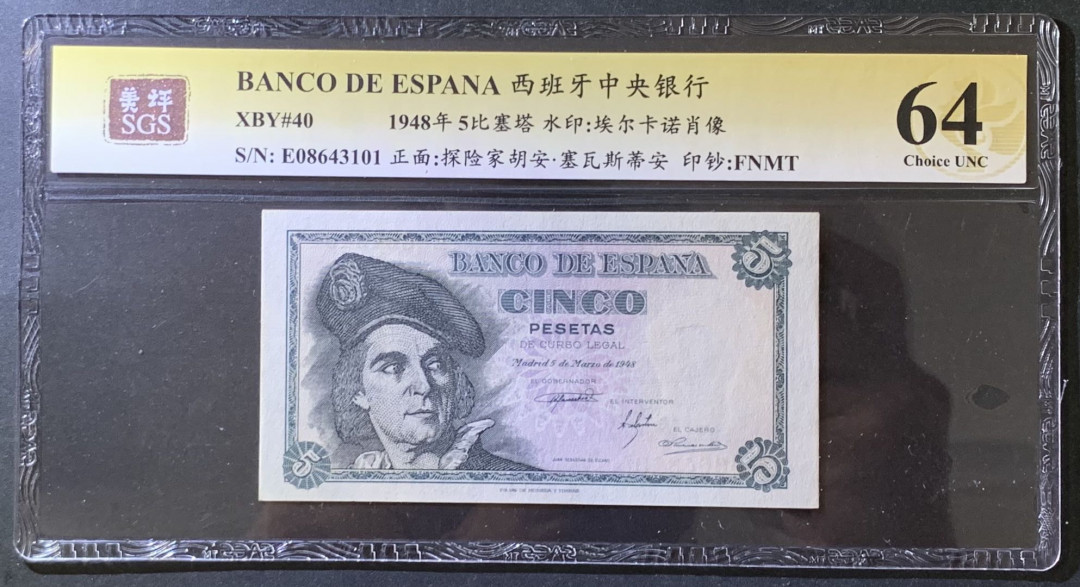 美评
SGS
BANCO DE ESPANA 西班牙中央银行
XBY#40 1948年 5比塞塔 水印:埃尔卡诺肖像
S/N: E08643101 正面:探险家胡安·塞瓦斯蒂安 印钞:FNMT
64
Choice UNC
BANCO DE ESPAÑA
5
CINCO
PESETAS
DE CURSO LEGAL
Madrid 5 de Marzo de 1948
EL GOBERNADOR
EL INTERVENTOR
EL CAJERO
5
5